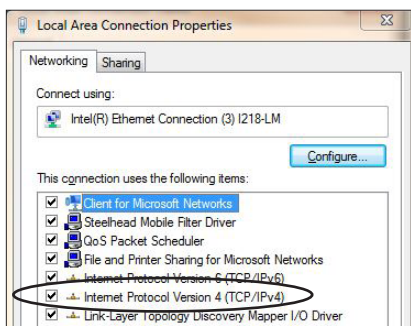 Local Area Connection Properties
Networking
Sharing
Connect using:
Intel(R) Ethernet Connection (3) I218-LM
Configure...
This connection uses the following items:
Client for Microsoft Networks
Steelhead Mobile Filter Driver
QoS Packet Scheduler
File and Printer Sharing for Microsoft Networks
Internet Protocol Version 6 (TCP/IPv6)
Internet Protocol Version 4 (TCP/IPv4)
Link-Layer Topology Discovery Mapper I/O Driver